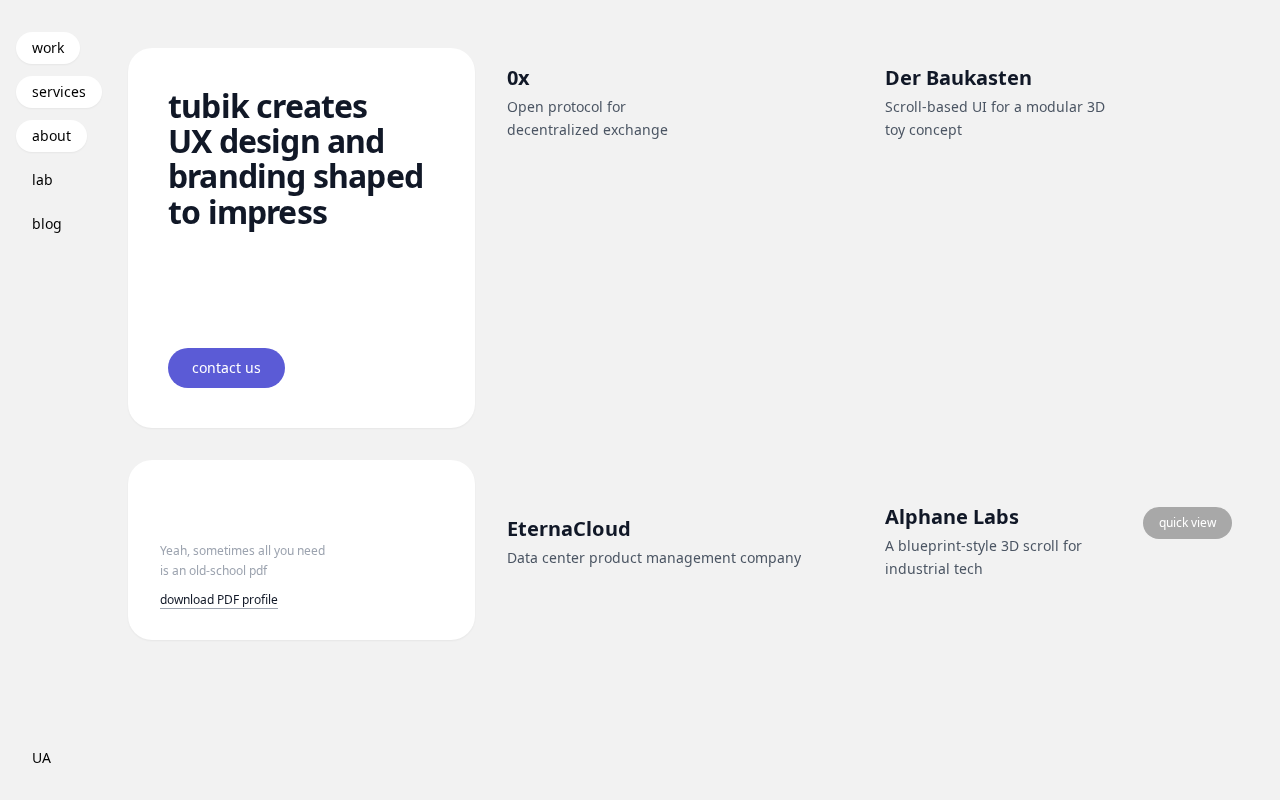 work
services
about
lab
blog
UA
tubik creates
UX design and
branding shaped
to impress
contact us
Yeah, sometimes all you need
is an old-school pdf
download PDF profile
0x
Open protocol for
decentralized exchange
EternaCloud
Data center product management company
Der Baukasten
Scroll-based UI for a modular 3D
toy concept
Alphane Labs
A blueprint-style 3D scroll for
industrial tech
quick view